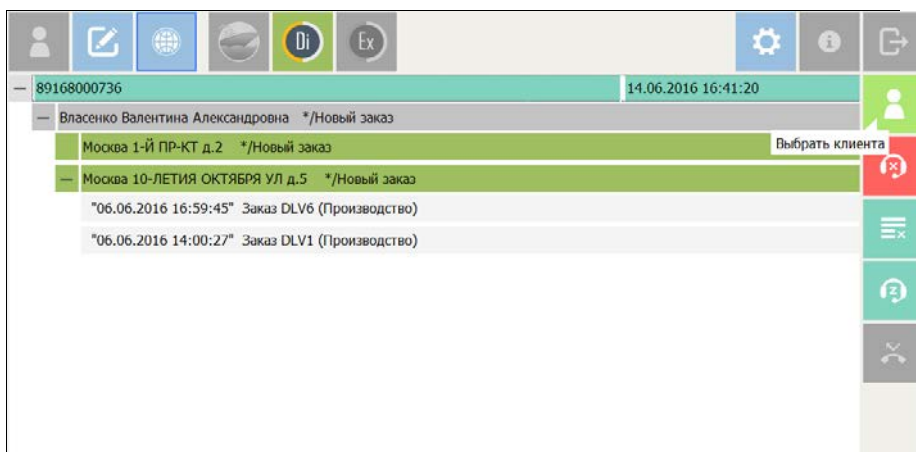 Di Ex
89168000736 14.06.2016 16:41:20
Власенко Валентина Александровна */Новый заказ
Москва 1-Й ПР-КТ д.2 */Новый заказ
Выбрать клиента
Москва 10-ЛЕТИЯ ОКТЯБРЯ УЛ д.5 */Новый заказ
"06.06.2016 16:59:45" Заказ DLV6 (Производство)
"06.06.2016 14:00:27" Заказ DLV1 (Производство)